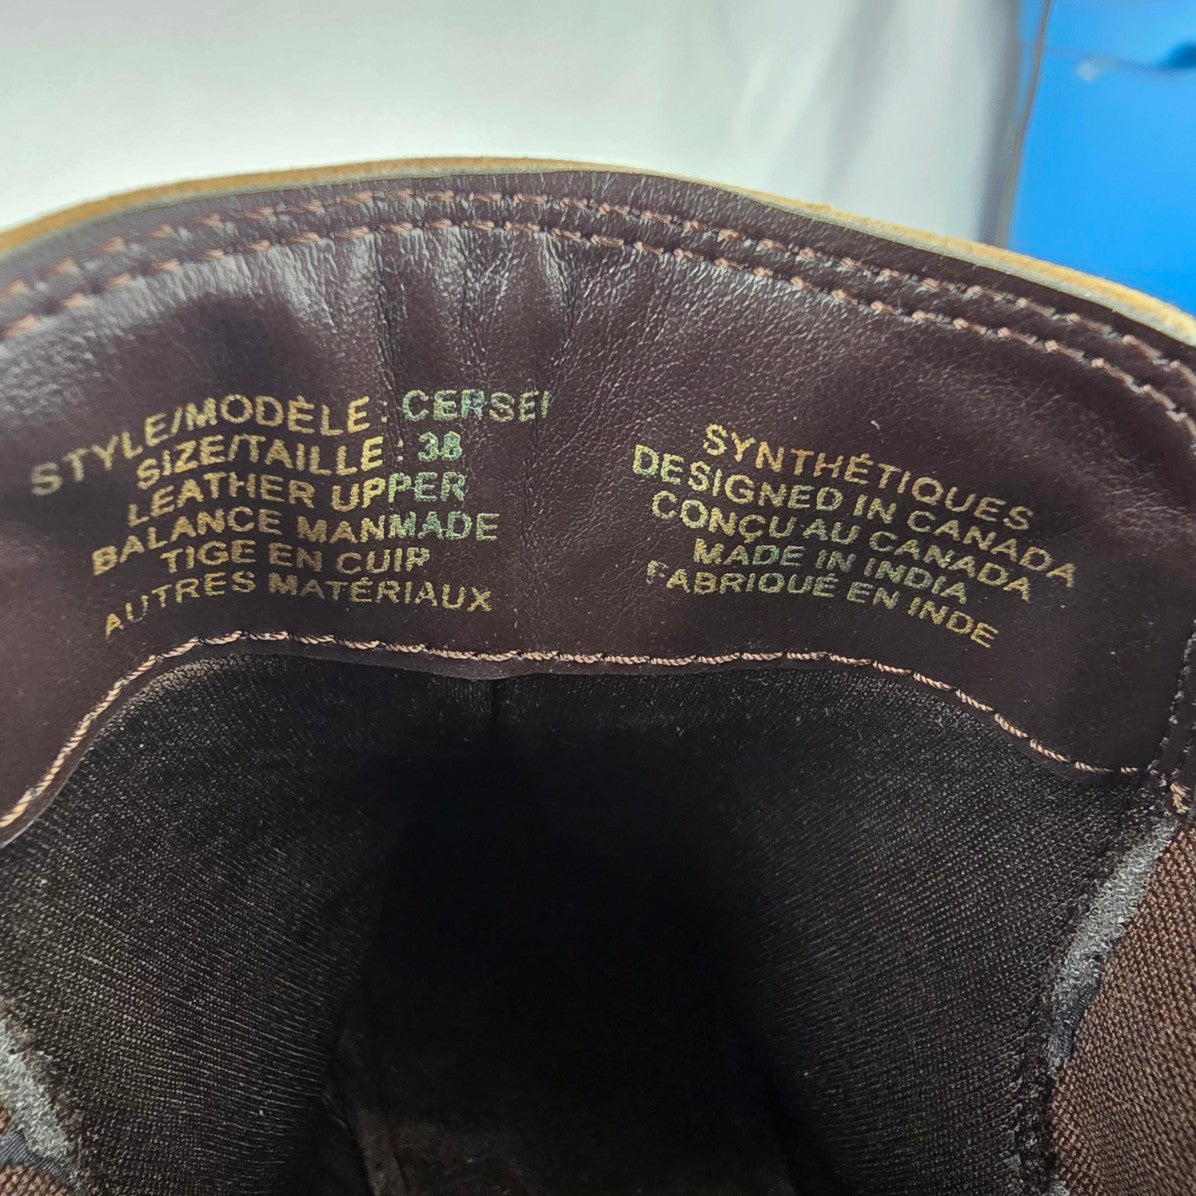 STYLE/MODÈLE : CERSEI
SIZE/TAILLE : 38
LEATHER UPPER
BALANCE MANMADE
TIGE EN CUIR
AUTRES MATÉRIAUX
SYNTHÉTIQUES
DESIGNED IN CANADA
CONÇU AU CANADA
MADE IN INDIA
FABRIQUÉ EN INDE